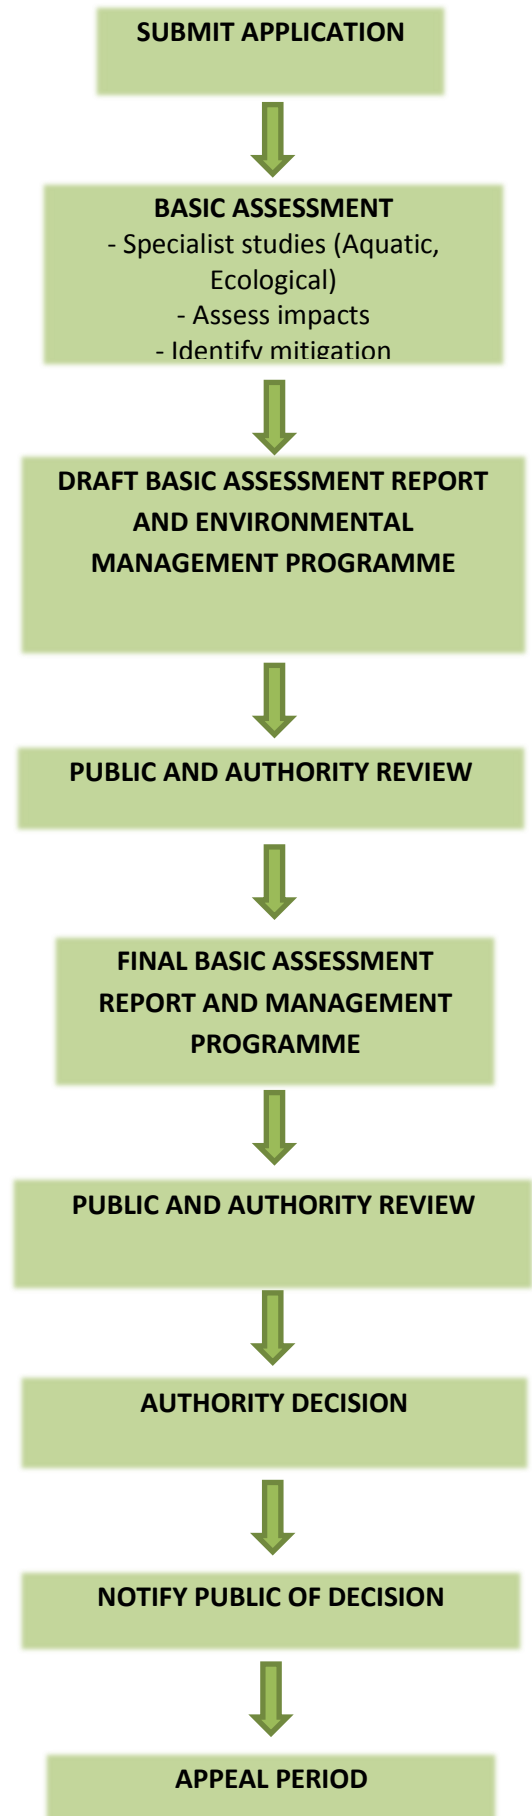 SUBMIT APPLICATION
BASIC ASSESSMENT
- Specialist studies (Aquatic,
Ecological)
- Assess impacts
- Identify mitigation
DRAFT BASIC ASSESSMENT REPORT
AND ENVIRONMENTAL
MANAGEMENT PROGRAMME
PUBLIC AND AUTHORITY REVIEW
FINAL BASIC ASSESSMENT
REPORT AND MANAGEMENT
PROGRAMME
PUBLIC AND AUTHORITY REVIEW
AUTHORITY DECISION
NOTIFY PUBLIC OF DECISION
APPEAL PERIOD